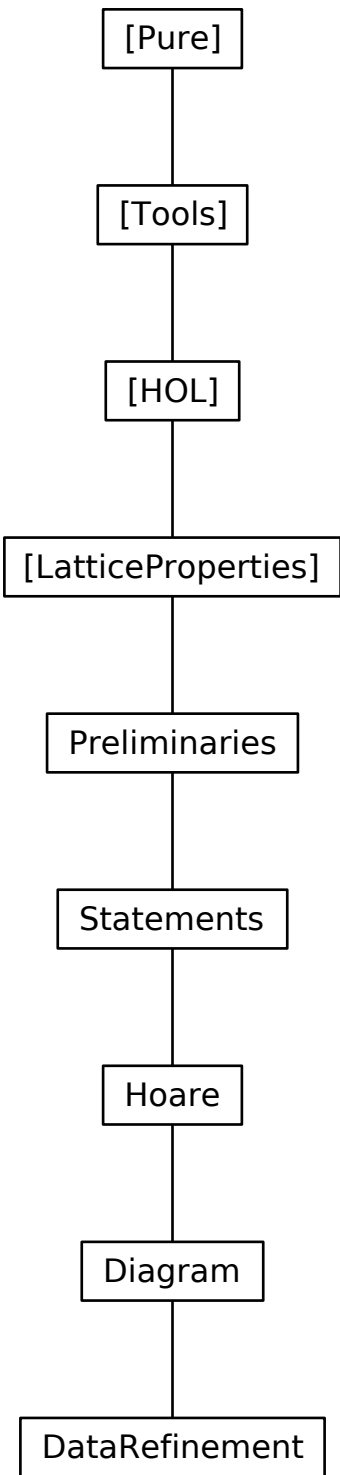 [Pure]
[Tools]
[HOL]
[LatticeProperties]
Preliminaries
Statements
Hoare
Diagram
DataRefinement